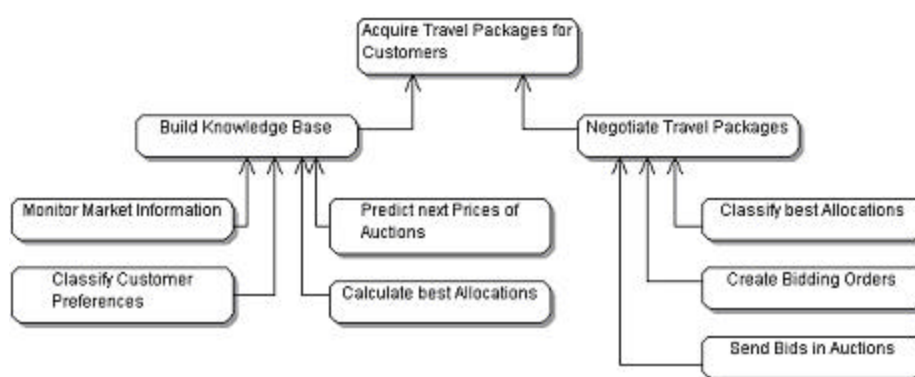 Acquire Travel Packages for
Customers
Build Knowledge Base
Negotiate Travel Packages
Monitor Market Information
Predict next Prices of
Auctions
Classify best Allocations
Classify Customer
Preferences
Calculate best Allocations
Create Bidding Orders
Send Bids in Auctions